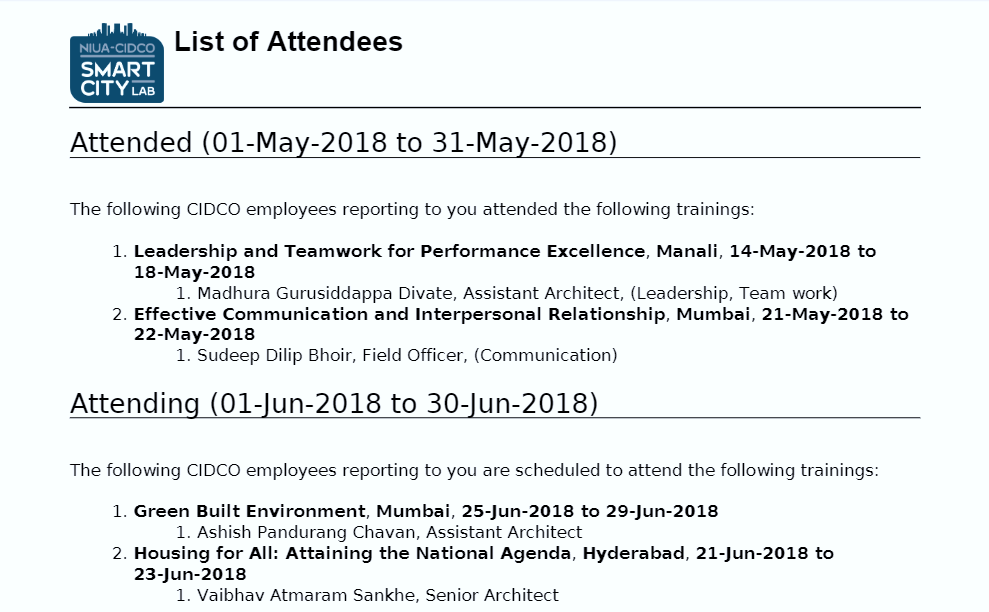 NIUA-CIDCO
SMART
CITY LAB
List of Attendees
Attended (01-May-2018 to 31-May-2018)
The following CIDCO employees reporting to you attended the following trainings:
1. Leadership and Teamwork for Performance Excellence, Manali, 14-May-2018 to
18-May-2018
1. Madhura Gurusiddappa Divate, Assistant Architect, (Leadership, Team work)
2. Effective Communication and Interpersonal Relationship, Mumbai, 21-May-2018 to
22-May-2018
1. Sudeep Dilip Bhoir, Field Officer, (Communication)
Attending (01-Jun-2018 to 30-Jun-2018)
The following CIDCO employees reporting to you are scheduled to attend the following trainings:
1. Green Built Environment, Mumbai, 25-Jun-2018 to 29-Jun-2018
1. Ashish Pandurang Chavan, Assistant Architect
2. Housing for All: Attaining the National Agenda, Hyderabad, 21-Jun-2018 to
23-Jun-2018
1. Vaibhav Atmaram Sankhe, Senior Architect